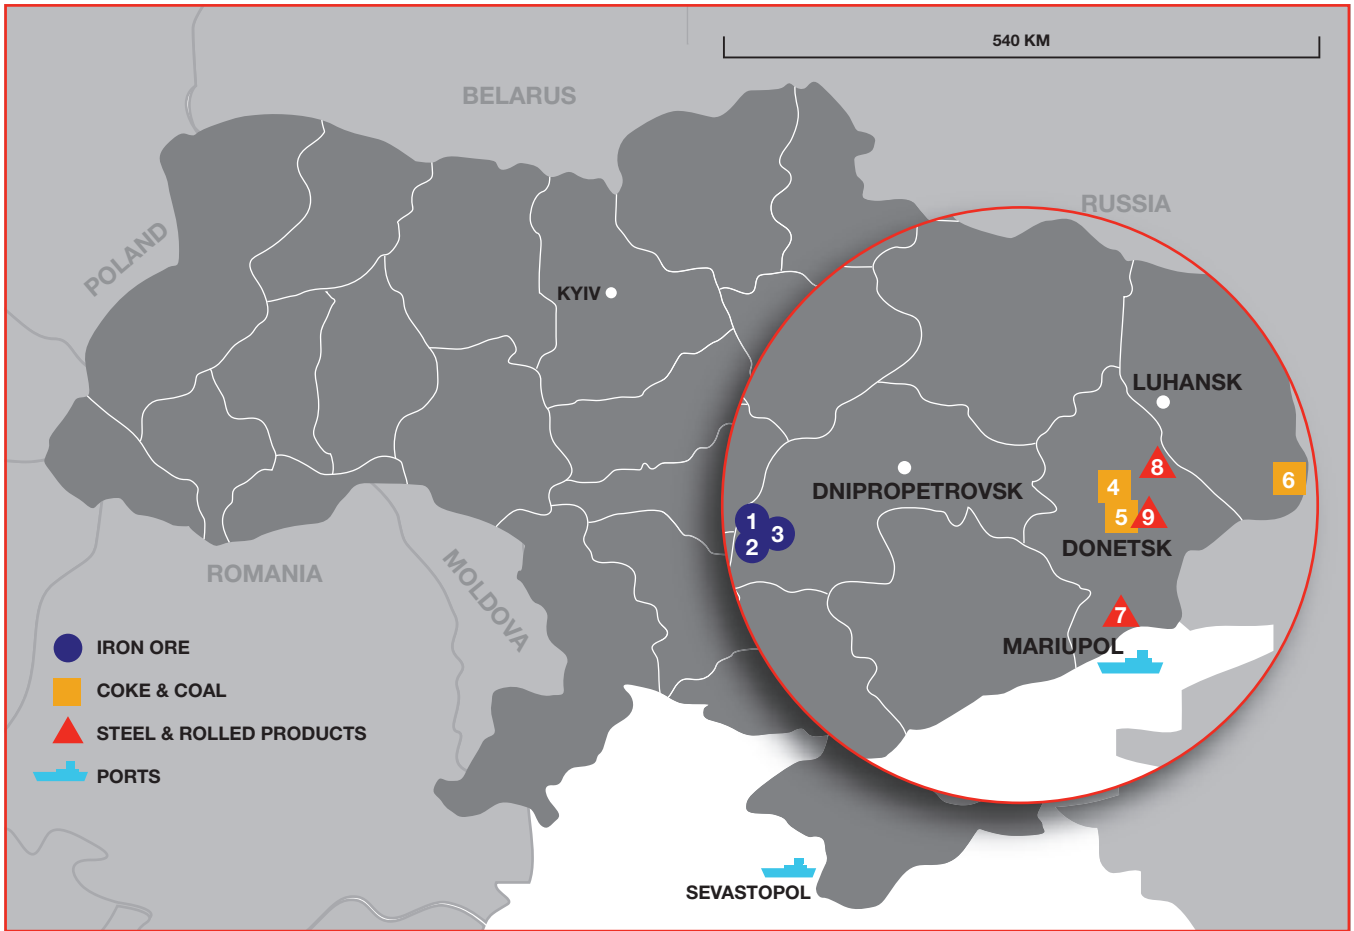 540 KM
BELARUS
RUSSIA
POLAND
KYIV
LUHANSK
8
6
4
DNIPROPETROVSK
1
3
2
5
9
DONETSK
ROMANIA
MOLDOVA
7
MARIUPOL
IRON ORE
COKE & COAL
STEEL & ROLLED PRODUCTS
PORTS
SEVASTOPOL